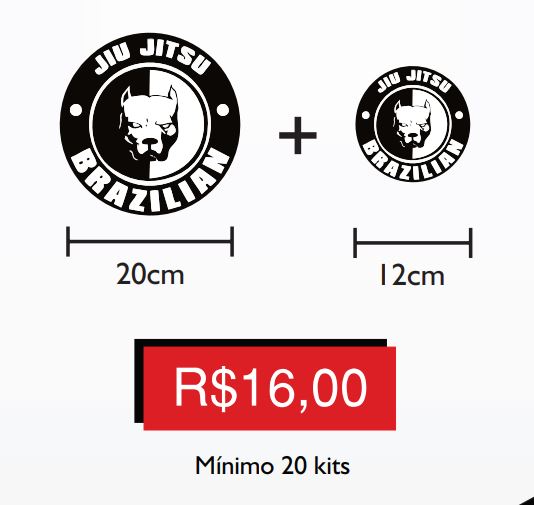 JIU JITSU
BRAZILIAN
+
JIU JITSU
BRAZILIAN
20cm
12cm
R$16,00
Mínimo 20 kits